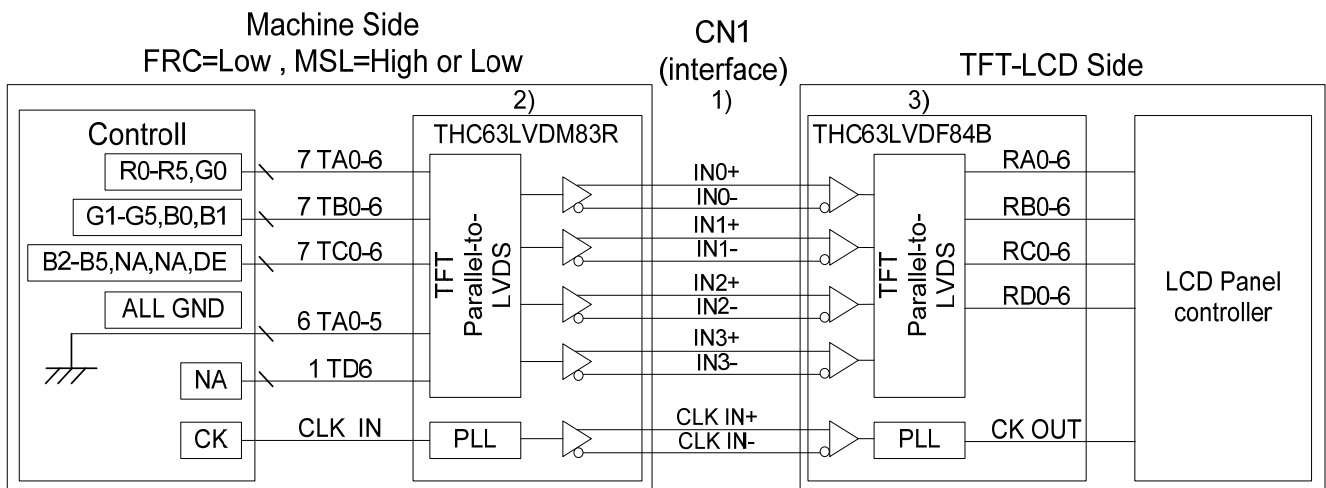 Machine Side
FRC=Low , MSL=High or Low
CN1
(interface)
1)
TFT-LCD Side
2)
3)
Controll
THC63LVDM83R
THC63LVDF84B
R0-R5,G0
7 TA0-6
G1-G5,B0,B1
7 TB0-6
B2-B5,NA,NA,DE
7 TC0-6
ALL GND
6 TA0-5
NA
1 TD6
CK
CLK IN
TFT
Parallel-to-
LVDS
PLL
IN0+
IN0-
IN1+
IN1-
IN2+
IN2-
IN3+
IN3-
CLK IN+
CLK IN-
TFT
Parallel-to-
LVDS
PLL
RA0-6
RB0-6
RC0-6
RD0-6
CK OUT
LCD Panel
controller